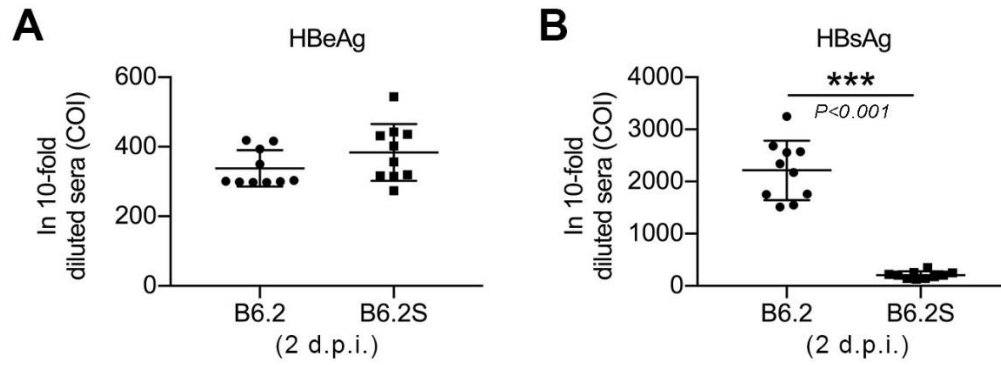 A
HBeAg
In 10-fold
diluted sera (COI)
600
400
200
0
B6.2
B6.2S
(2 d.p.i.)
B
HBsAg
In 10-fold
diluted sera (COI)
4000
3000
2000
1000
0
***
P<0.001
B6.2
B6.2S
(2 d.p.i.)